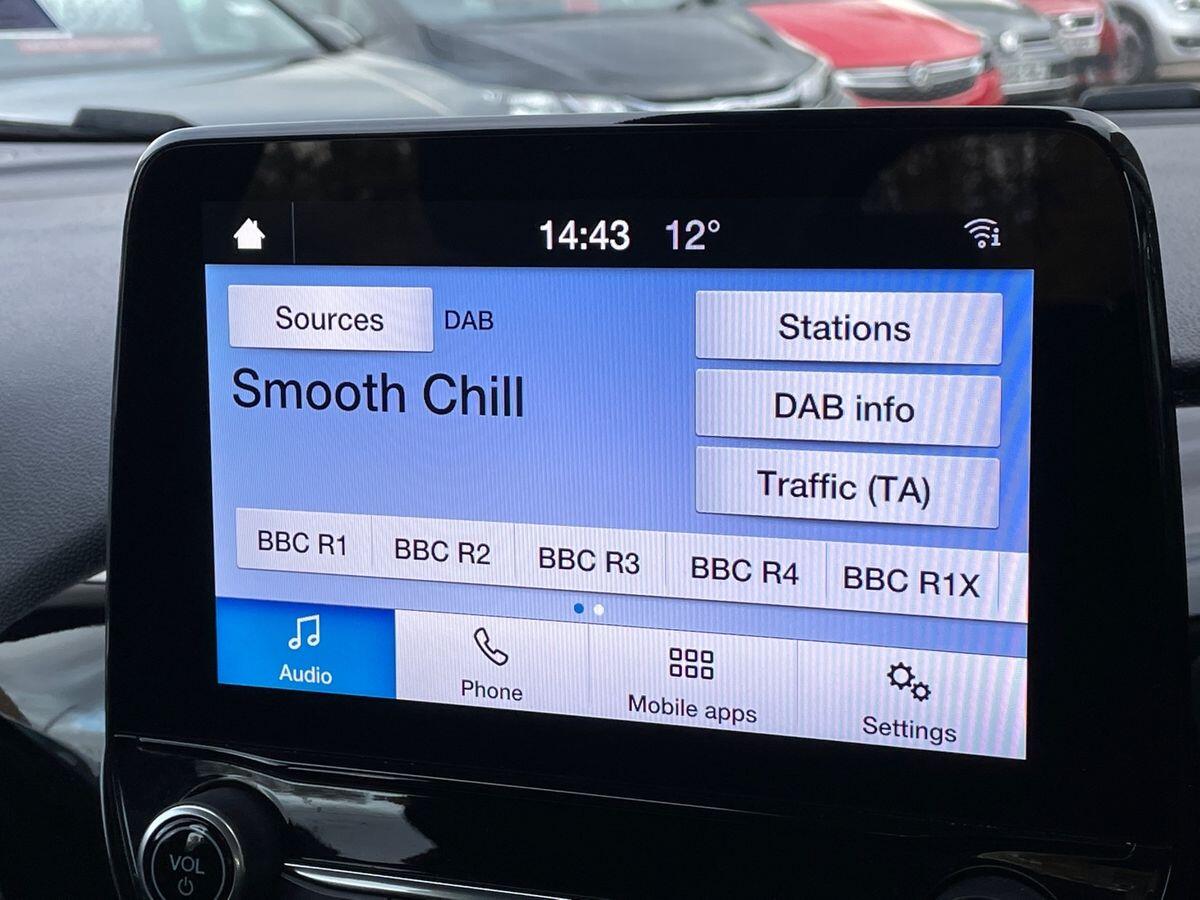 14:43 12°
Sources DAB Stations
Smooth Chill
DAB info
Traffic (TA)
BBC R1 BBC R2 BBC R3 BBC R4 BBC R1X
Audio Phone Mobile apps Settings
VOL